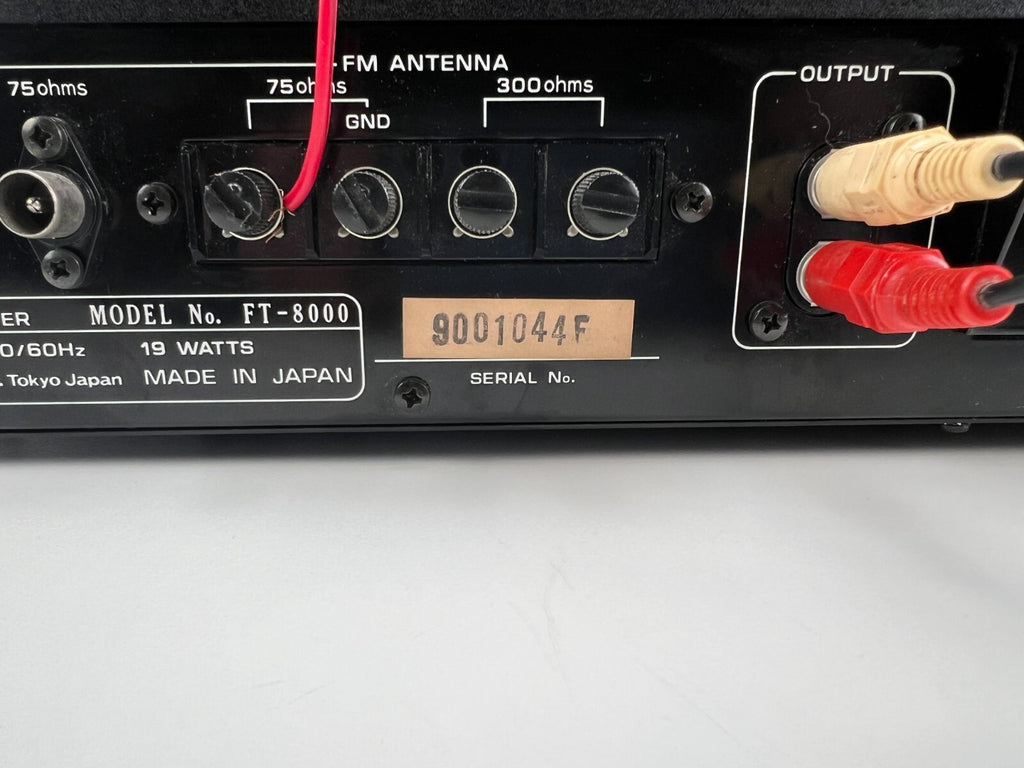 FM ANTENNA
75ohms
75ohms
300ohms
GND
OUTPUT
ER MODEL No. FT-8000
0/60Hz 19 WATTS
. Tokyo Japan MADE IN JAPAN
9001044F
SERIAL No.